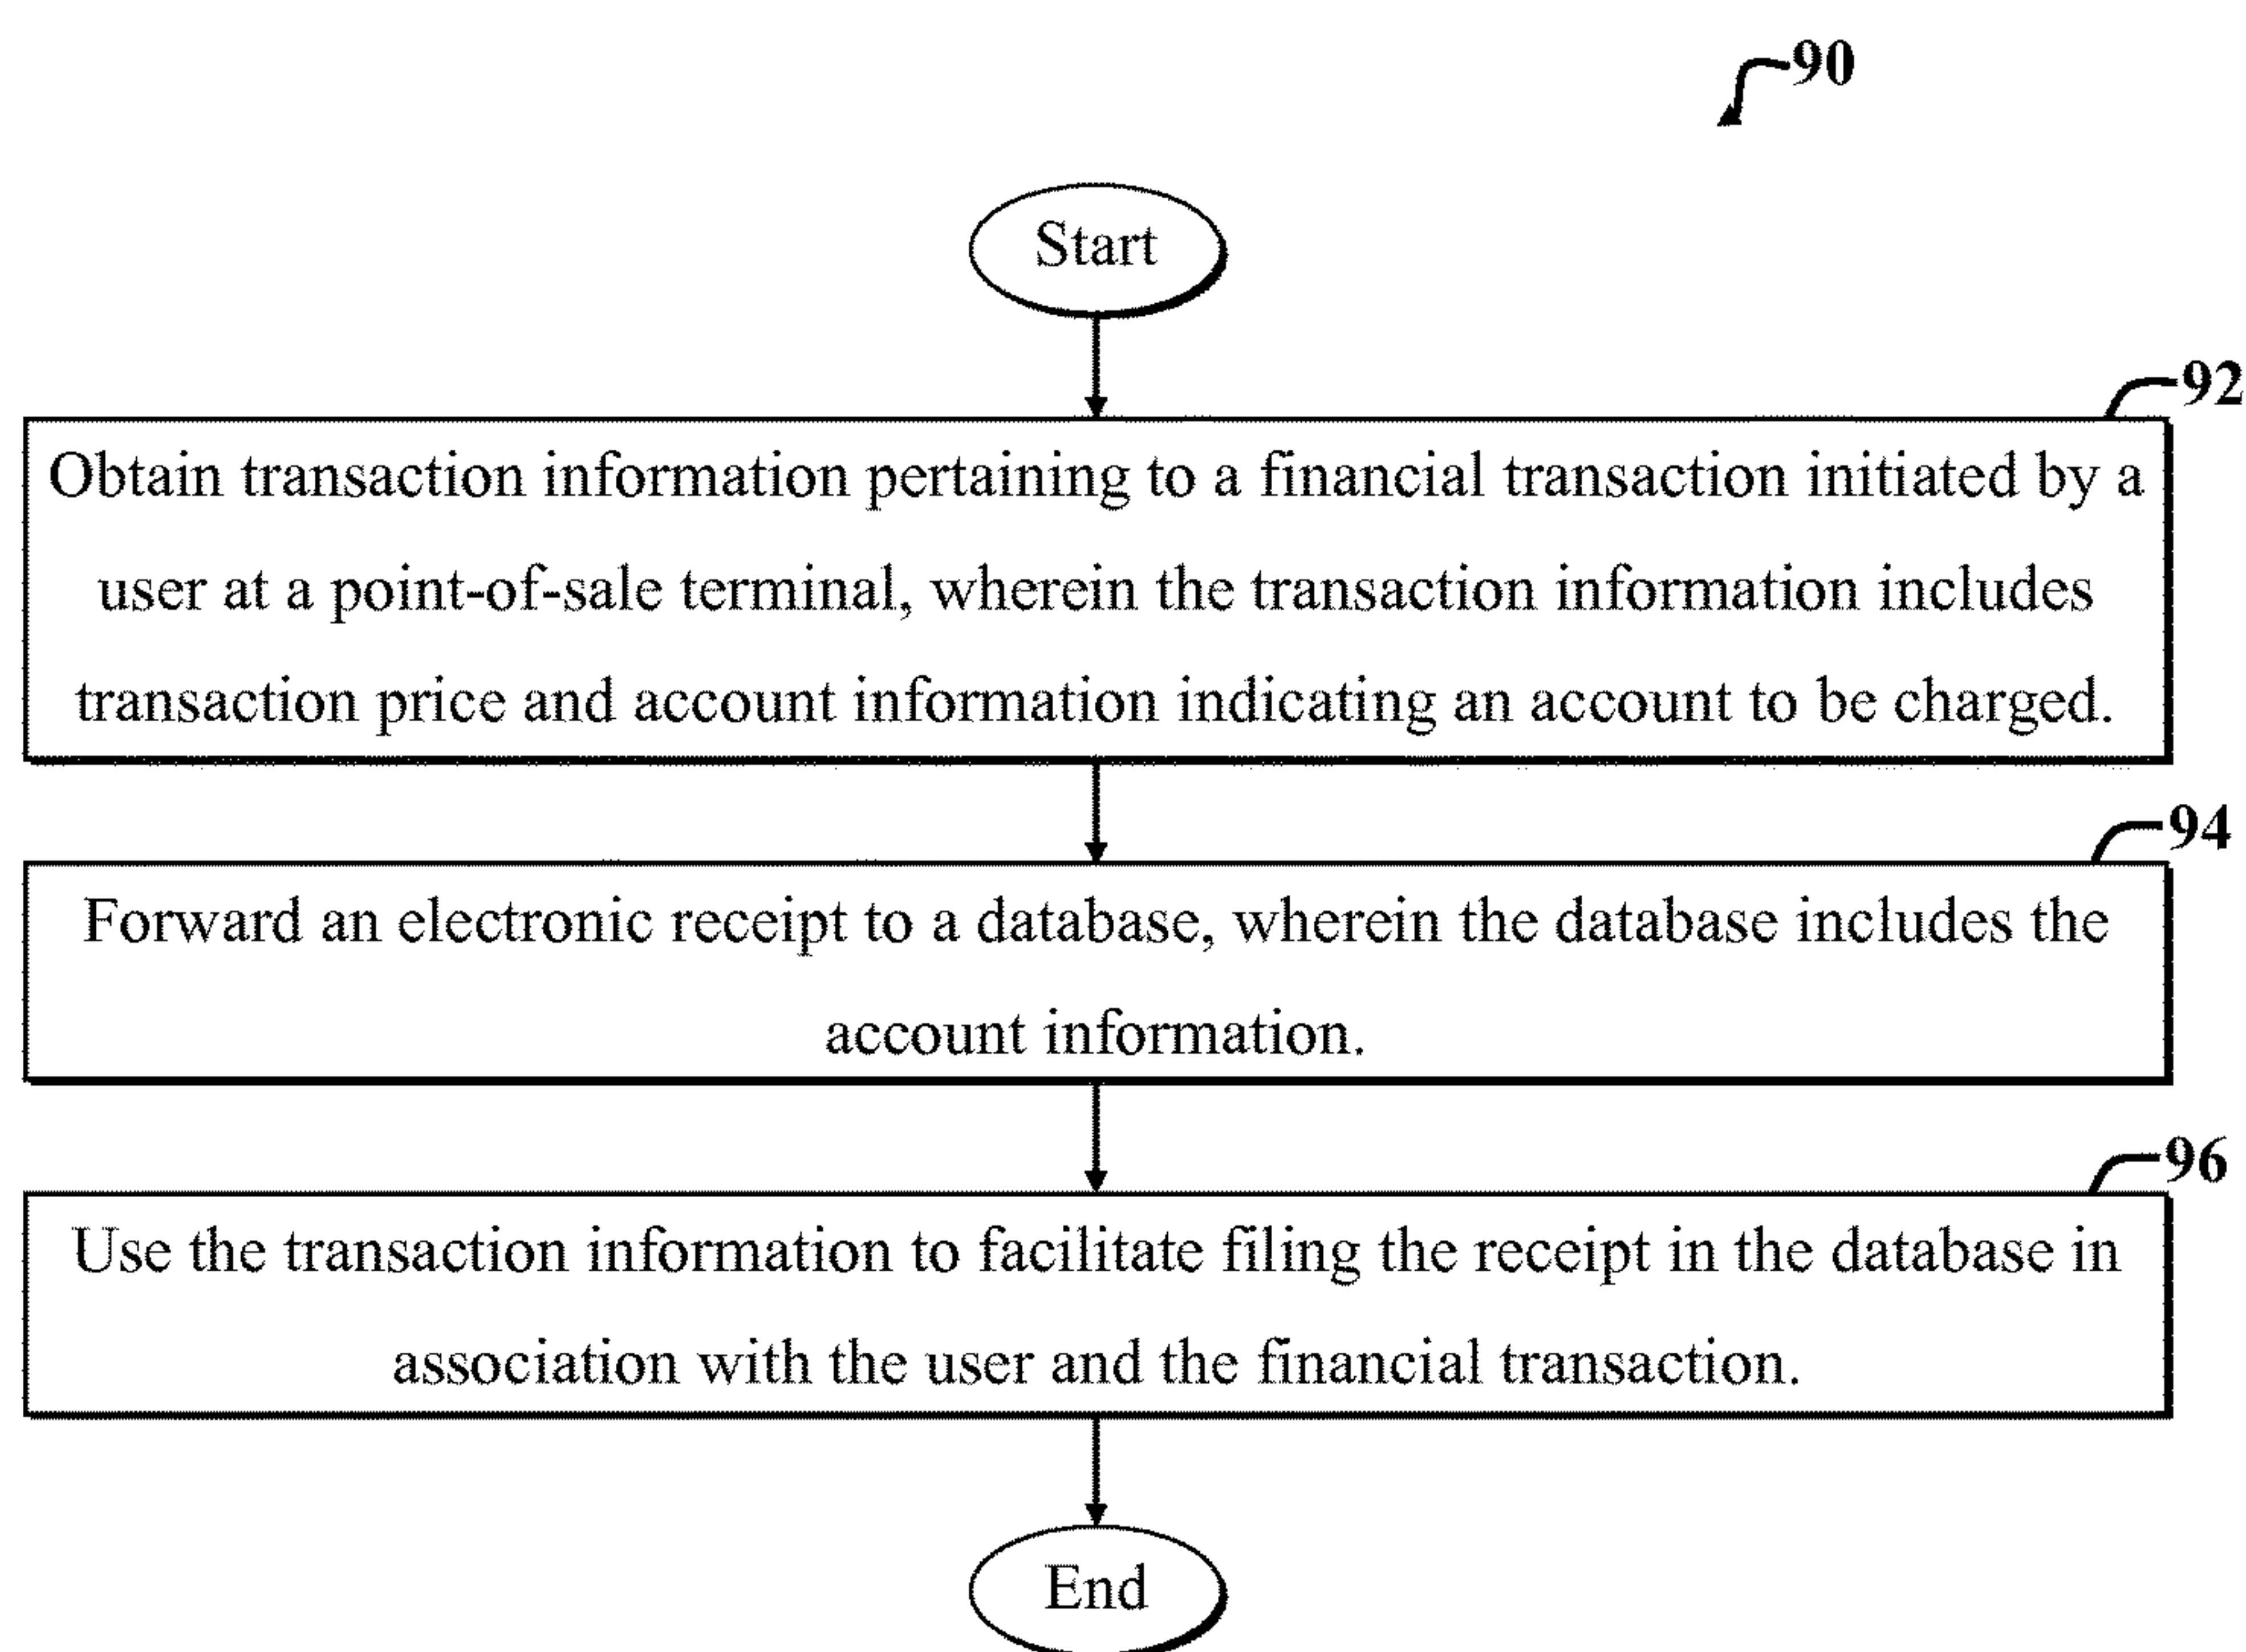 90
Start
92
Obtain transaction information pertaining to a financial transaction initiated by a
user at a point-of-sale terminal, wherein the transaction information includes
transaction price and account information indicating an account to be charged.
94
Forward an electronic receipt to a database, wherein the database includes the
account information.
96
Use the transaction information to facilitate filing the receipt in the database in
association with the user and the financial transaction.
End